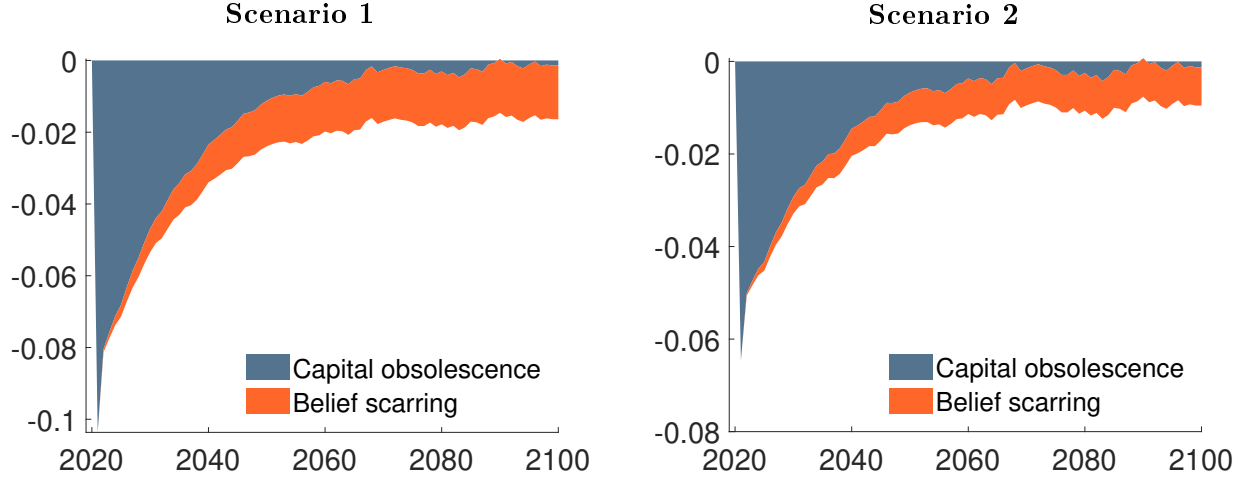 Scenario 1
0
-0.02
-0.04
-0.06
-0.08
-0.1
Capital obsolescence
Belief scarring
2020 2040 2060 2080 2100
Scenario 2
0
-0.02
-0.04
-0.06
-0.08
Capital obsolescence
Belief scarring
2020 2040 2060 2080 2100